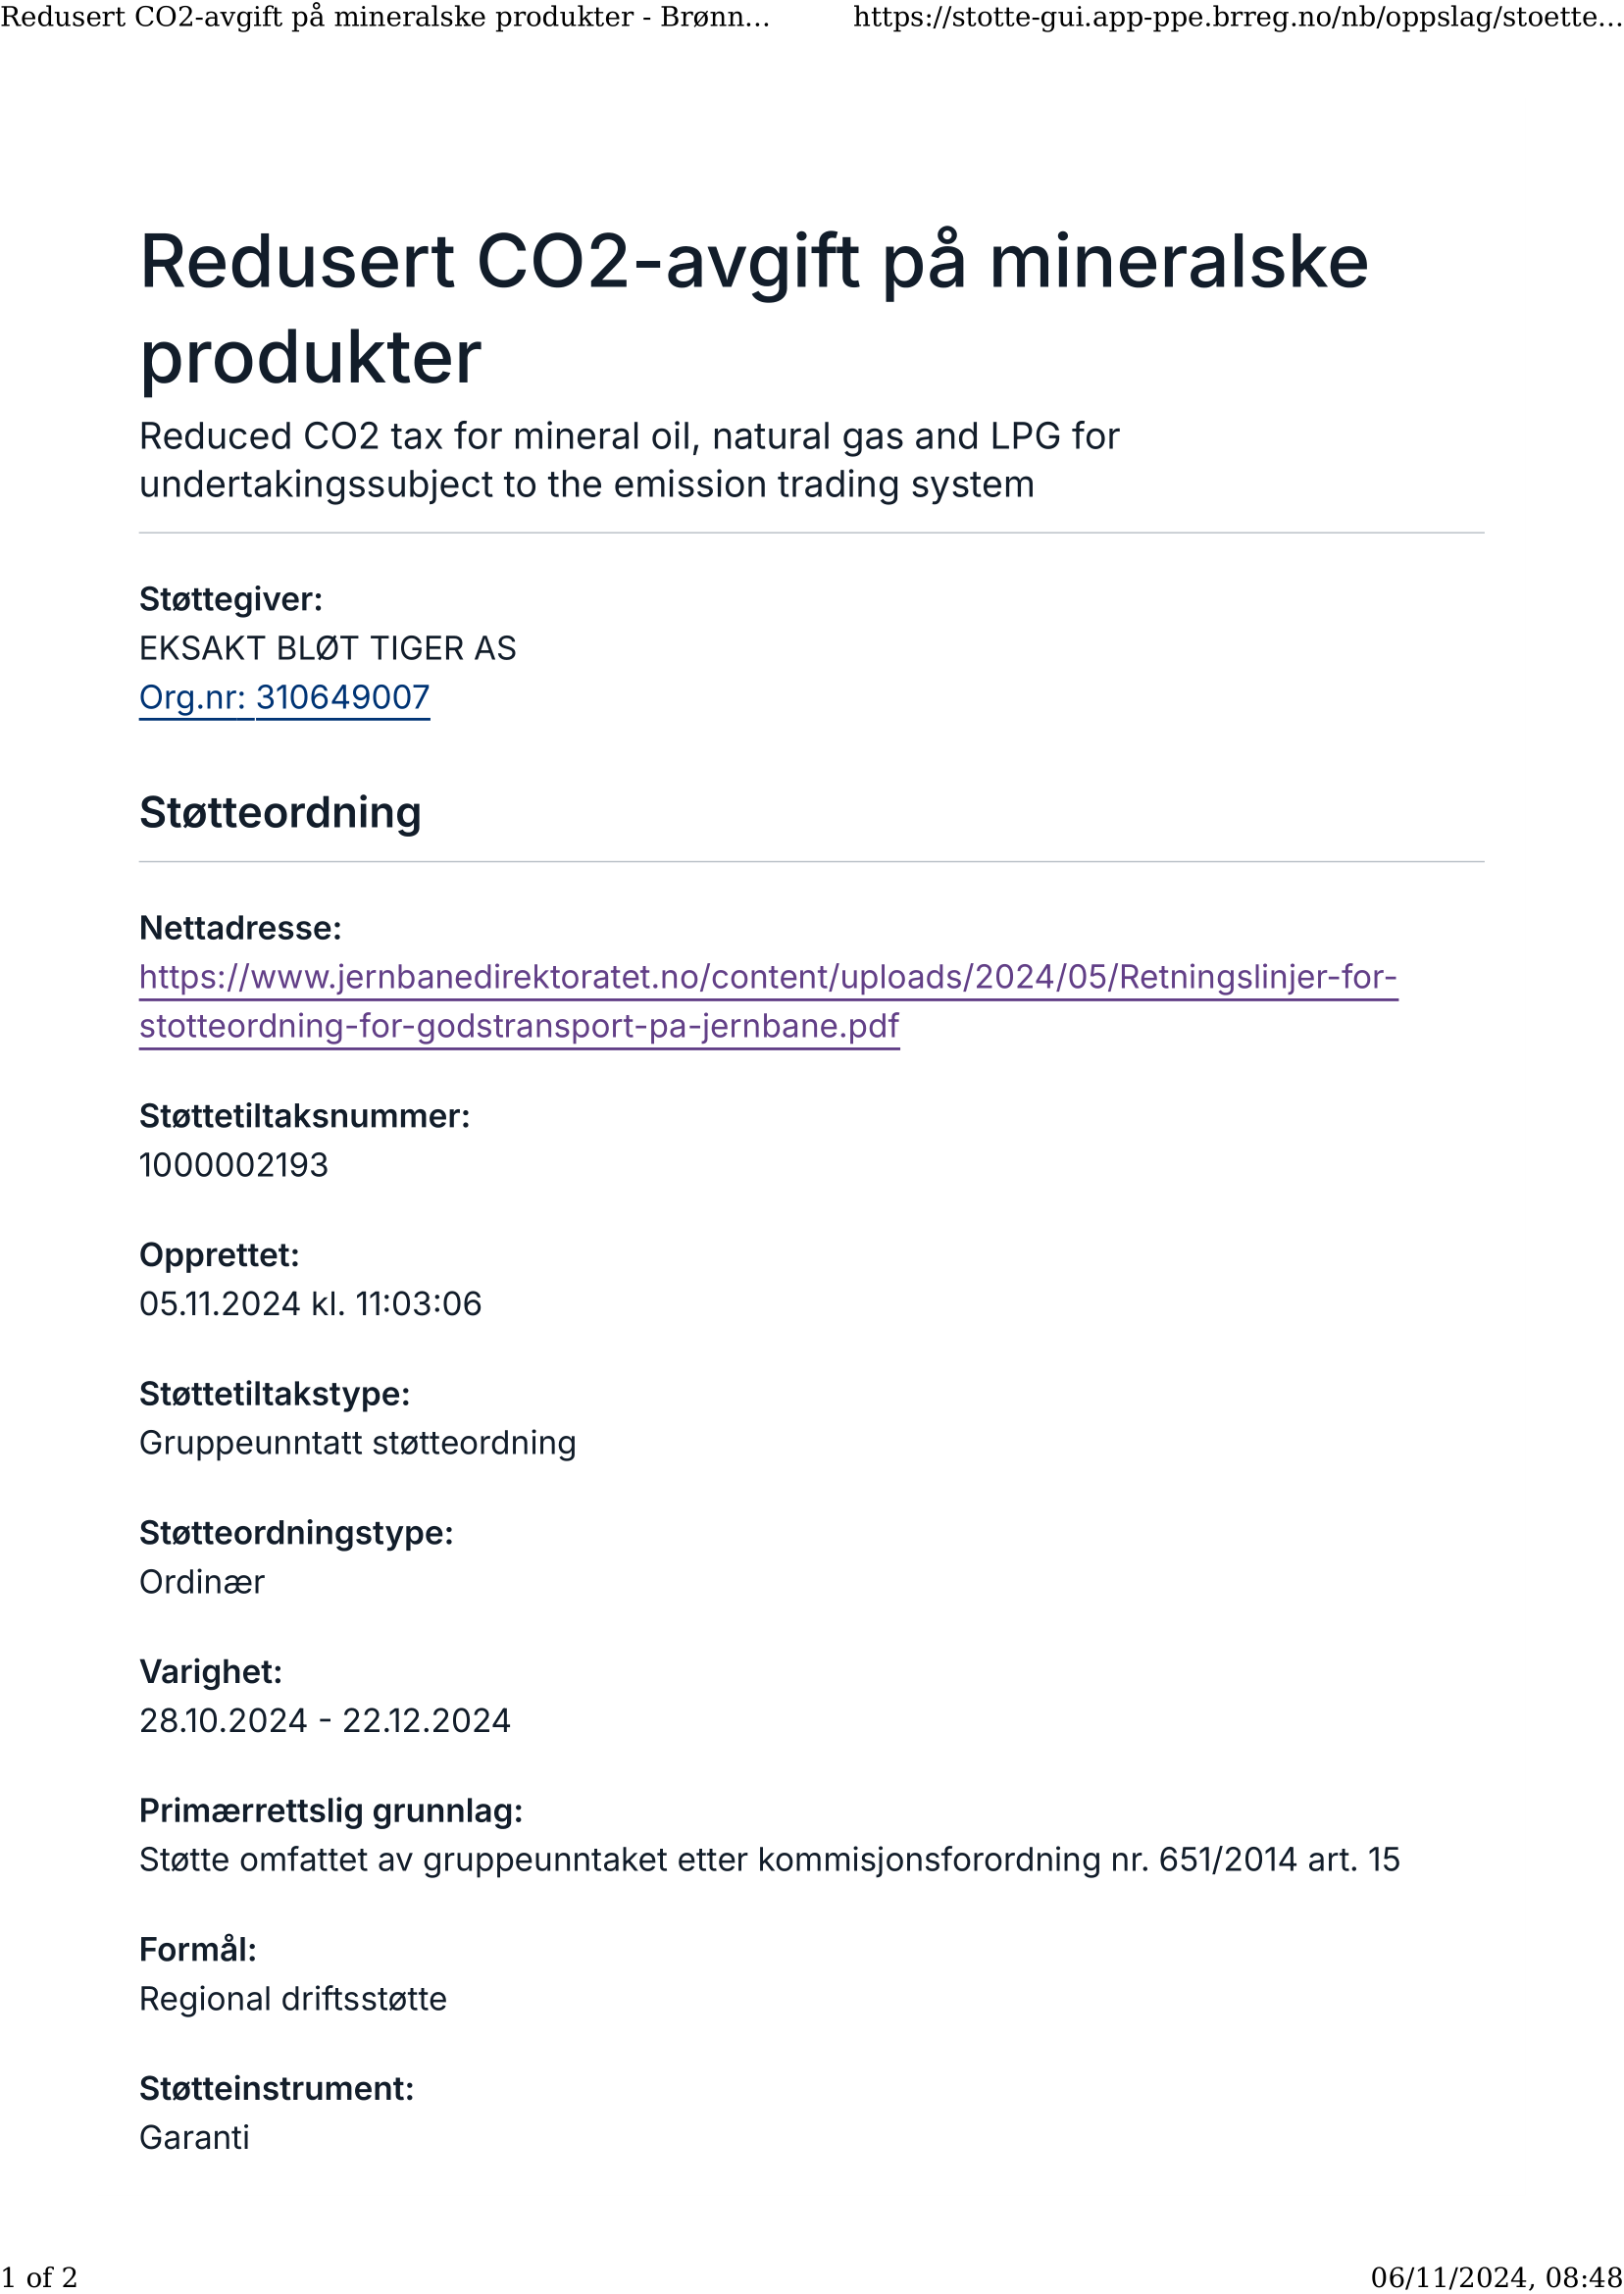 Redusert CO2-avgift på mineralske produkter - Brønn...
https://stotte-gui.app-ppe.brreg.no/nb/oppslag/stoette...
Redusert CO2-avgift på mineralske
produkter
Reduced CO2 tax for mineral oil, natural gas and LPG for
undertakingssubject to the emission trading system
Støttegiver:
EKSAKT BLØT TIGER AS
Org.nr: 310649007
Støtteordning
Nettadresse:
https://www.jernbanedirektoratet.no/content/uploads/2024/05/Retningslinjer-for-
stotteordning-for-godstransport-pa-jernbane.pdf
Støttetiltaksnummer:
1000002193
Opprettet:
05.11.2024 kl. 11:03:06
Støttetiltakstype:
Gruppeunntatt støtteordning
Støtteordningstype:
Ordinær
Varighet:
28.10.2024 - 22.12.2024
Primærrettslig grunnlag:
Støtte omfattet av gruppeunntaket etter kommisjonsforordning nr. 651/2014 art. 15
Formål:
Regional driftsstøtte
Støtteinstrument:
Garanti
1 of 2
06/11/2024, 08:48